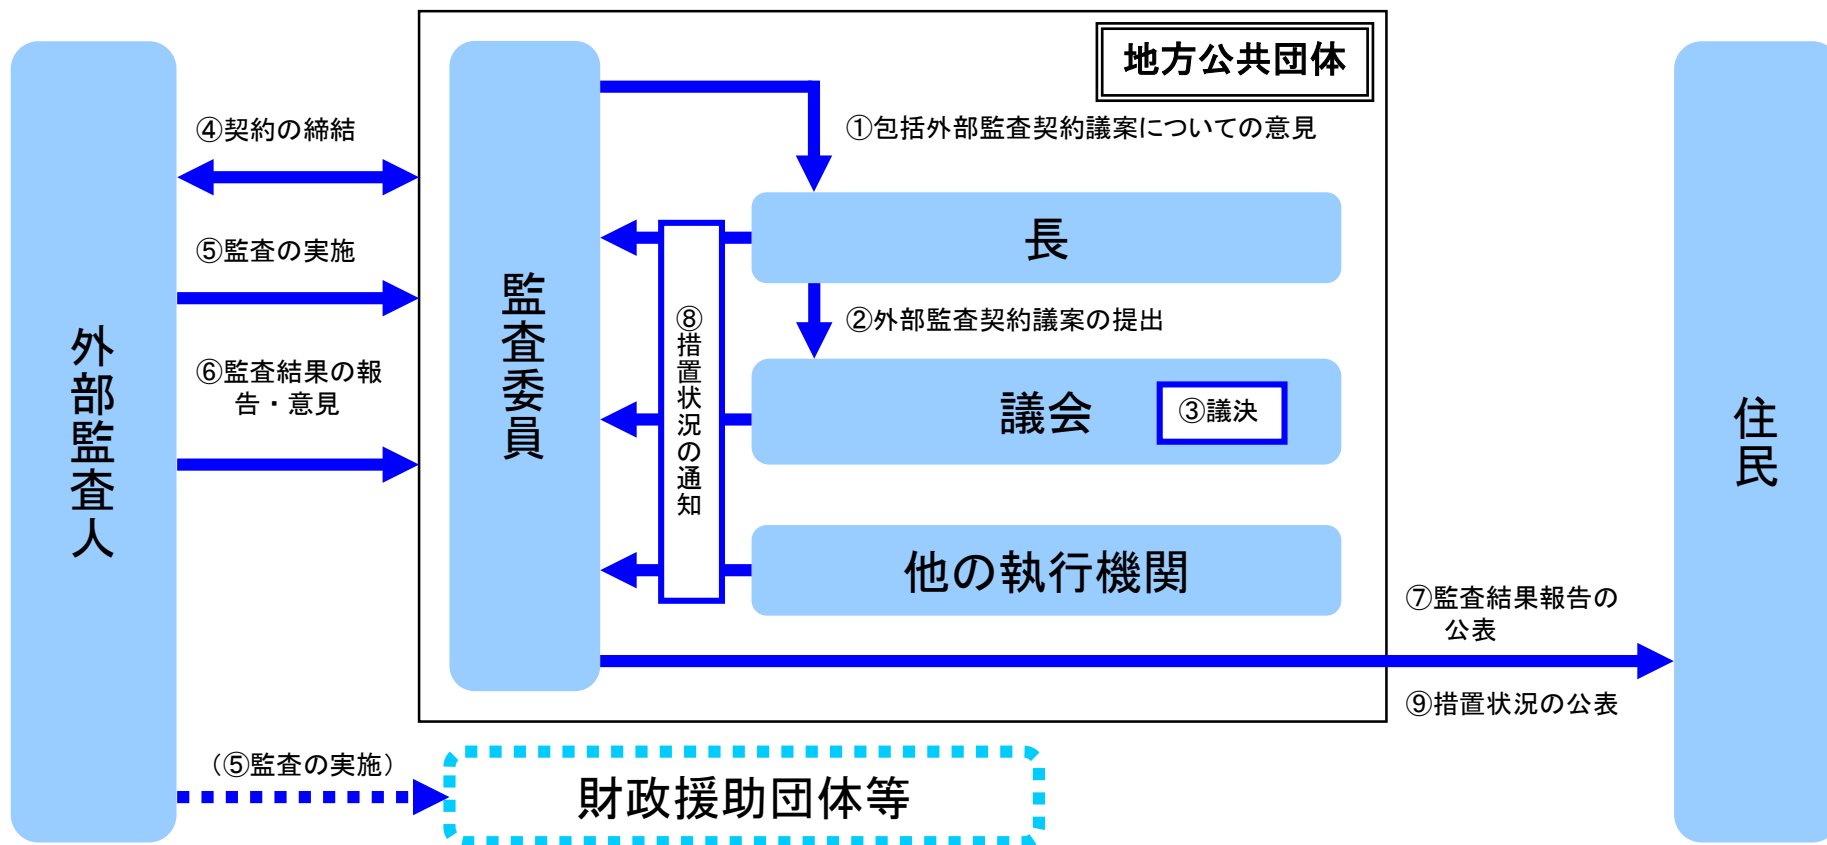 地方公共団体
④契約の締結
①包括外部監査契約議案についての意見
長
⑤監査の実施
②外部監査契約議案の提出
外部監査人
監査委員
⑧措置状況の通知
⑥監査結果の報
告・意見
議会
③議決
住民
他の執行機関
⑦監査結果報告の
公表
⑨措置状況の公表
（⑤監査の実施）
財政援助団体等